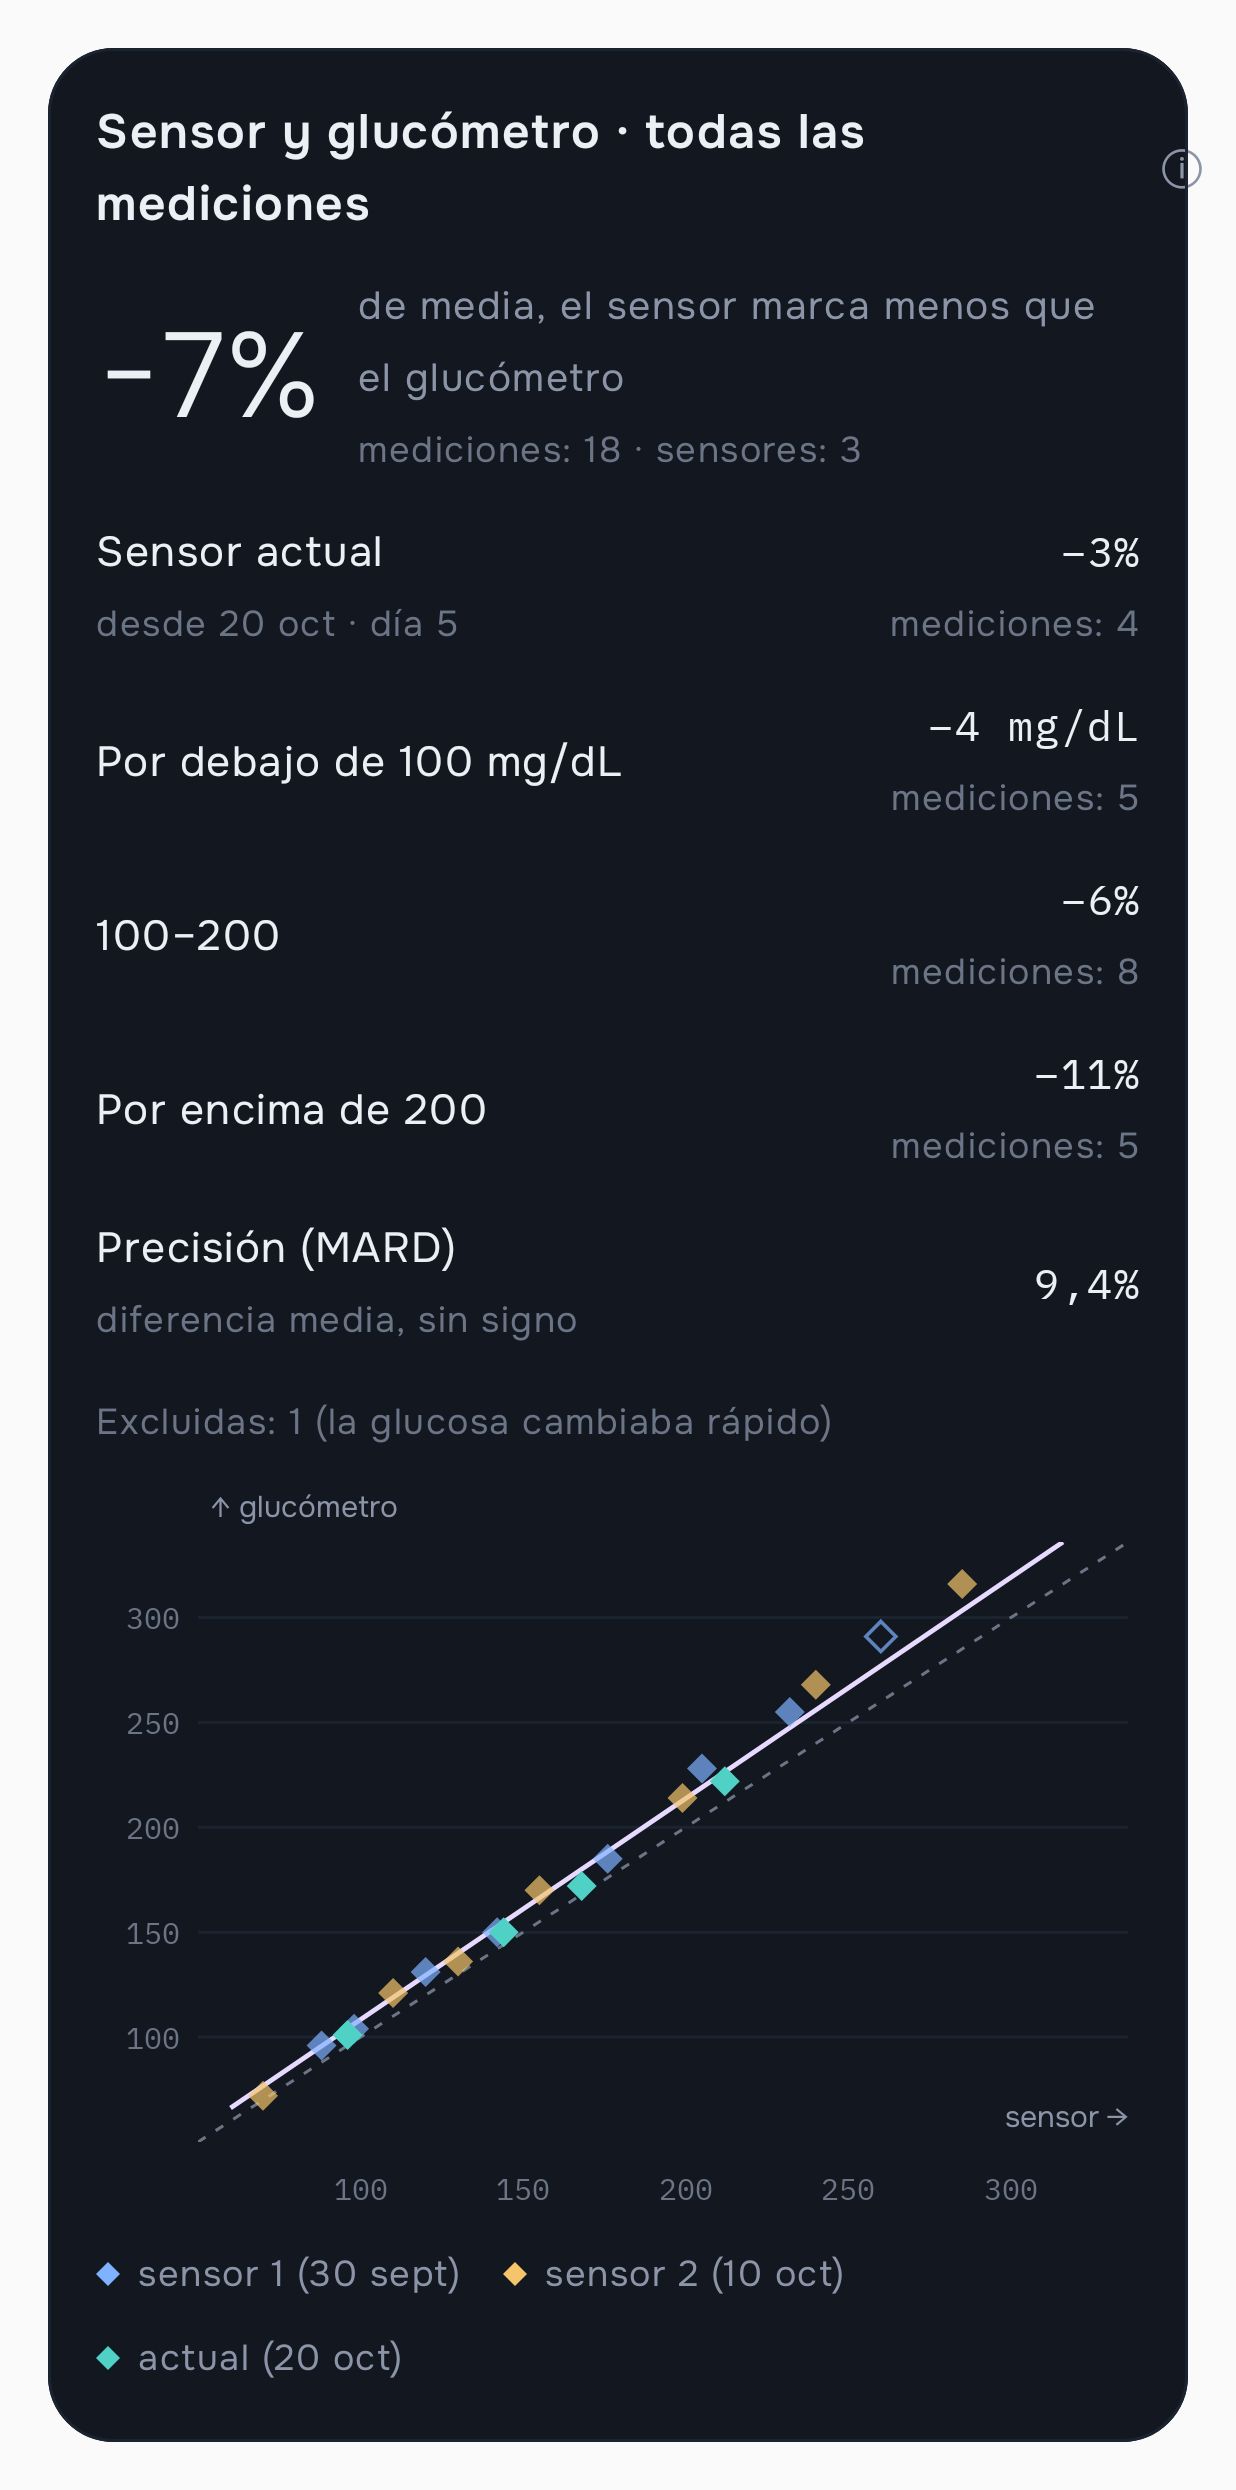 Sensor y glucómetro · todas las
mediciones
−7%
de media, el sensor marca menos que
el glucómetro
mediciones: 18 · sensores: 3
Sensor actual
−3%
desde 20 oct · día 5
mediciones: 4
Por debajo de 100 mg/dL
−4 mg/dL
mediciones: 5
100–200
−6%
mediciones: 8
Por encima de 200
−11%
mediciones: 5
Precisión (MARD)
diferencia media, sin signo
9,4%
Excluidas: 1 (la glucosa cambiaba rápido)
↑ glucómetro
300
250
200
150
100
sensor →
100 150 200 250 300
sensor 1 (30 sept) sensor 2 (10 oct)
actual (20 oct)